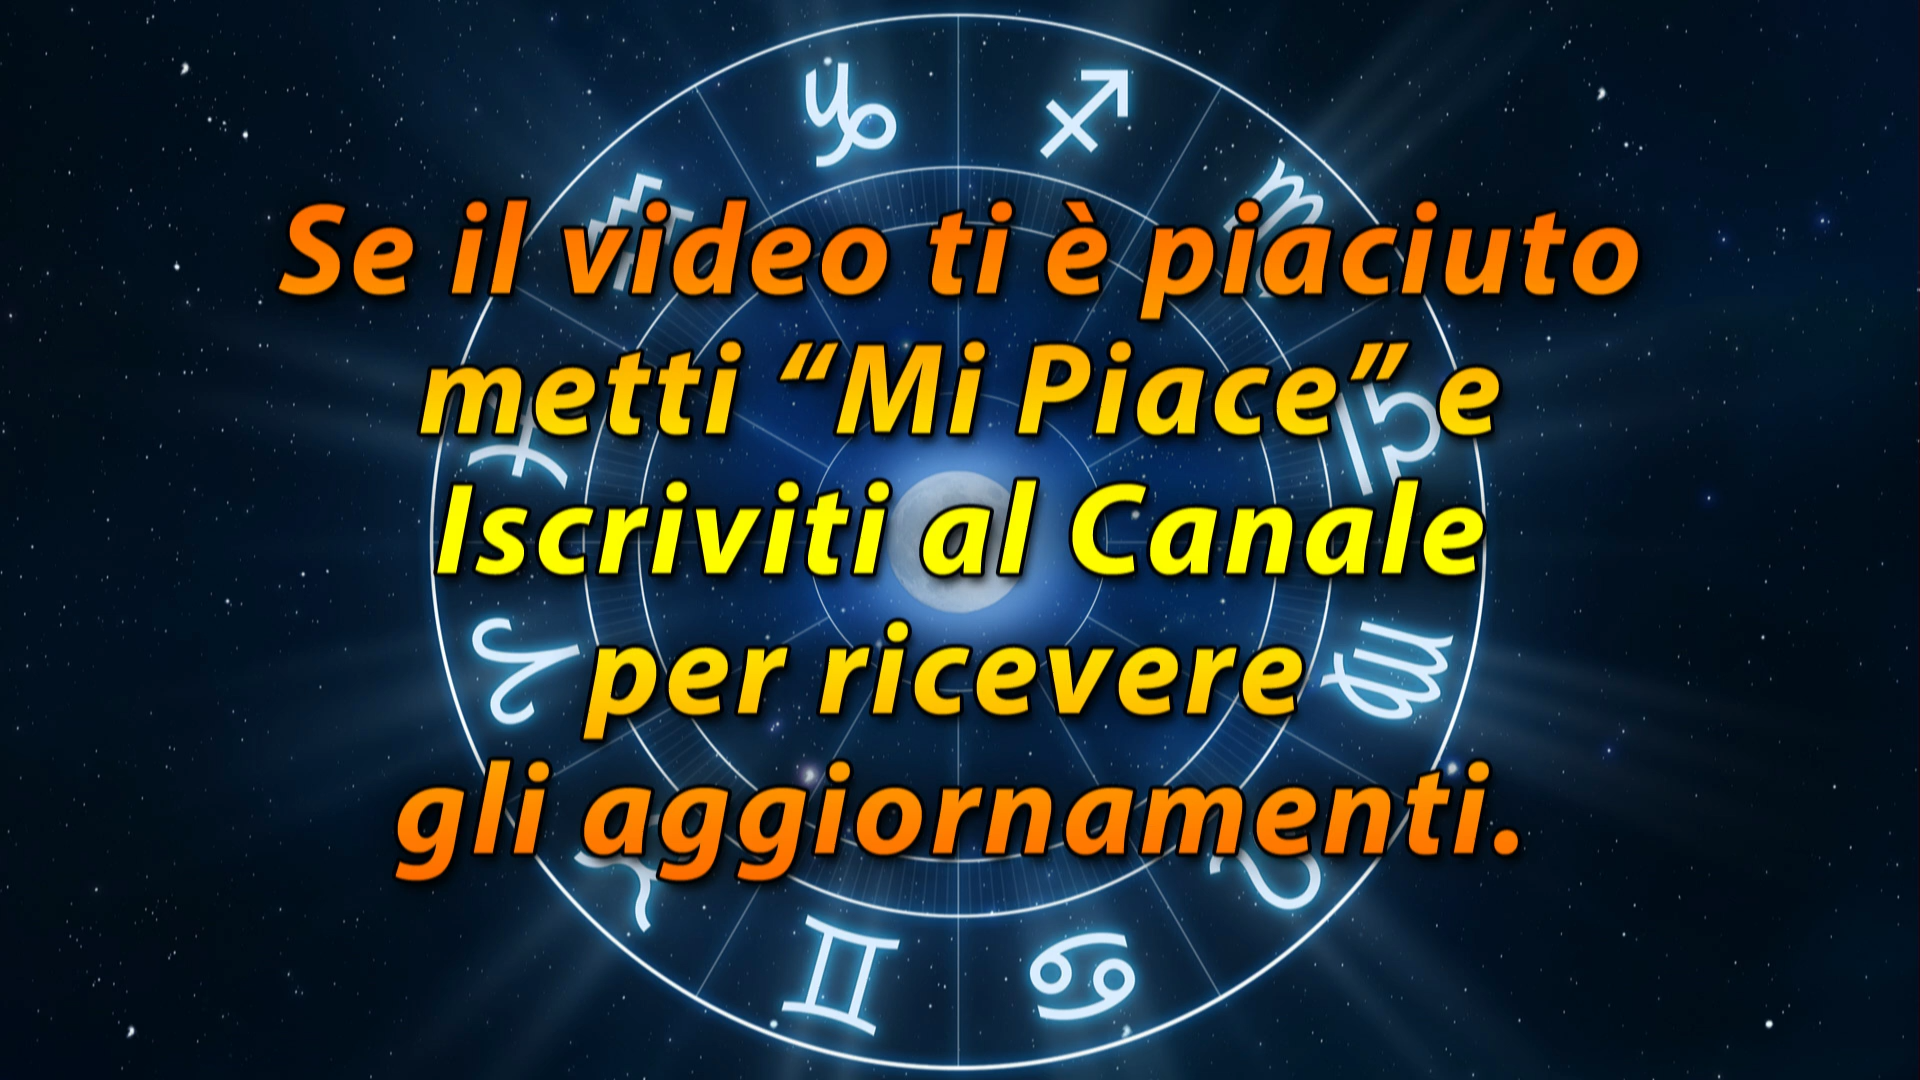 Se il video ti è piaciuto
metti “Mi Piace” e
Iscriviti al Canale
per ricevere
gli aggiornamenti.